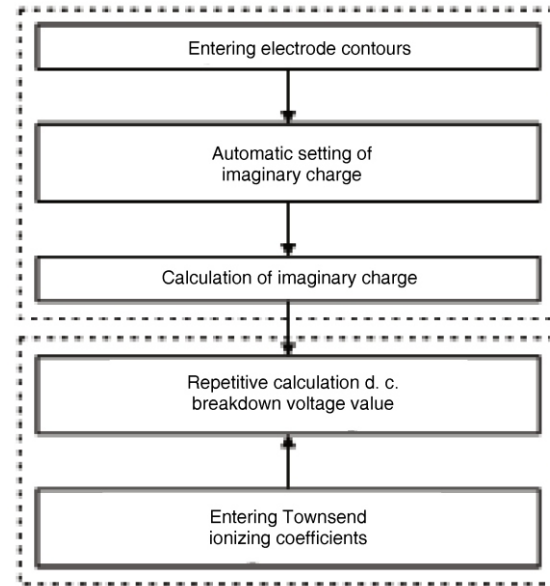 Entering electrode contours
Automatic setting of
imaginary charge
Calculation of imaginary charge
Repetitive calculation d. c.
breakdown voltage value
Entering Townsend
ionizing coefficients